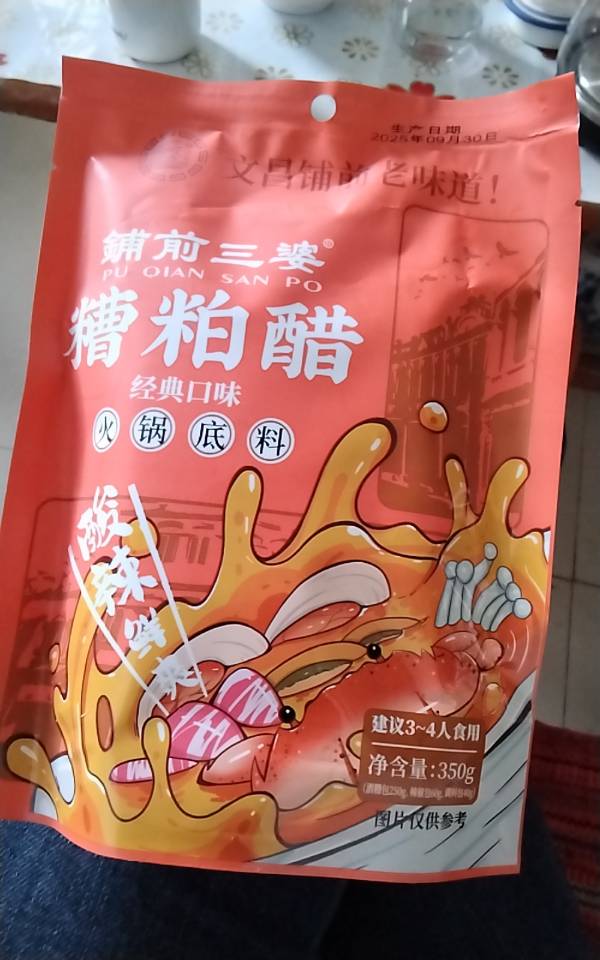 生产日期
2025年09月30日
文昌铺前老味道！
鋪前三婆®
PU QIAN SAN PO
糟粕醋
经典口味
火锅底料
酸辣鲜爽
建议3~4人食用
净含量：350g
图片仅供参考